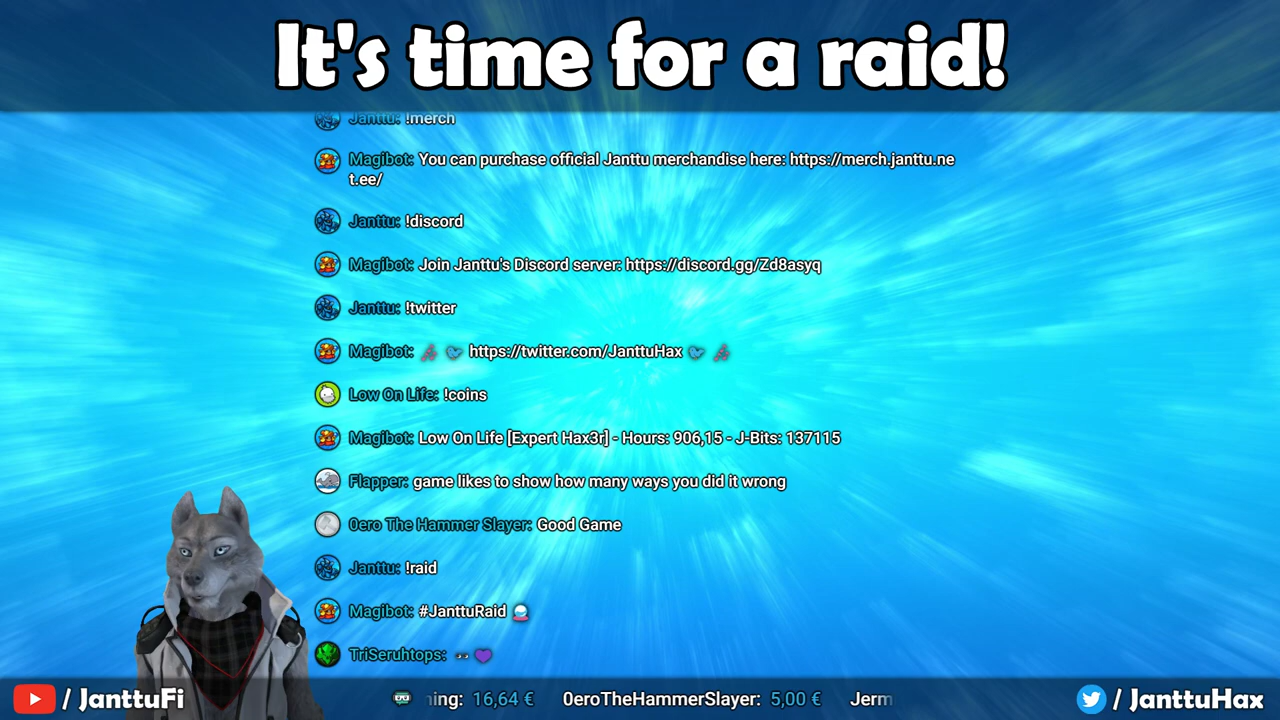 It's time for a raid!
Janttu: !merch
Magibot: You can purchase official Janttu merchandise here: https://merch.janttu.ne
t.ee/
Janttu: !discord
Magibot: Join Janttu's Discord server: https://discord.gg/Zd8asyq
Janttu: !twitter
Magibot: https://twitter.com/JanttuHax
Low On Life: !coins
Magibot: Low On Life [Expert Hax3r] - Hours: 906,15 - J-Bits: 137115
Flapper: game likes to show how many ways you did it wrong
0ero The Hammer Slayer: Good Game
Janttu: !raid
Magibot: #JanttuRaid
TriSeruhtops:
/ JanttuFi
ning: 16,64 € 0eroTheHammerSlayer: 5,00 € Jerm
/ JanttuHax